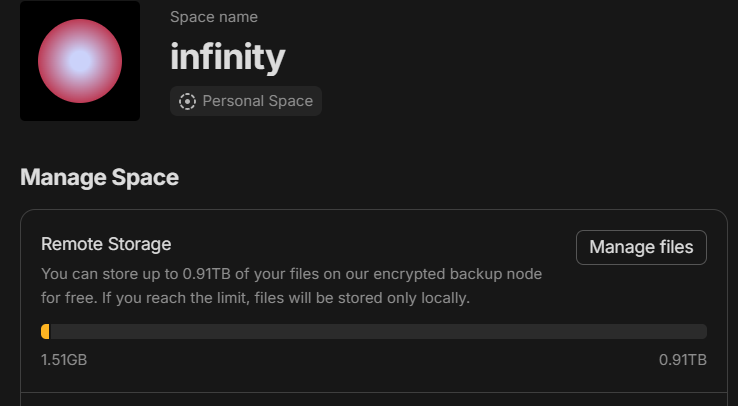 Space name
infinity
Personal Space
Manage Space
Remote Storage
Manage files
You can store up to 0.91TB of your files on our encrypted backup node
for free. If you reach the limit, files will be stored only locally.
1.51GB
0.91TB